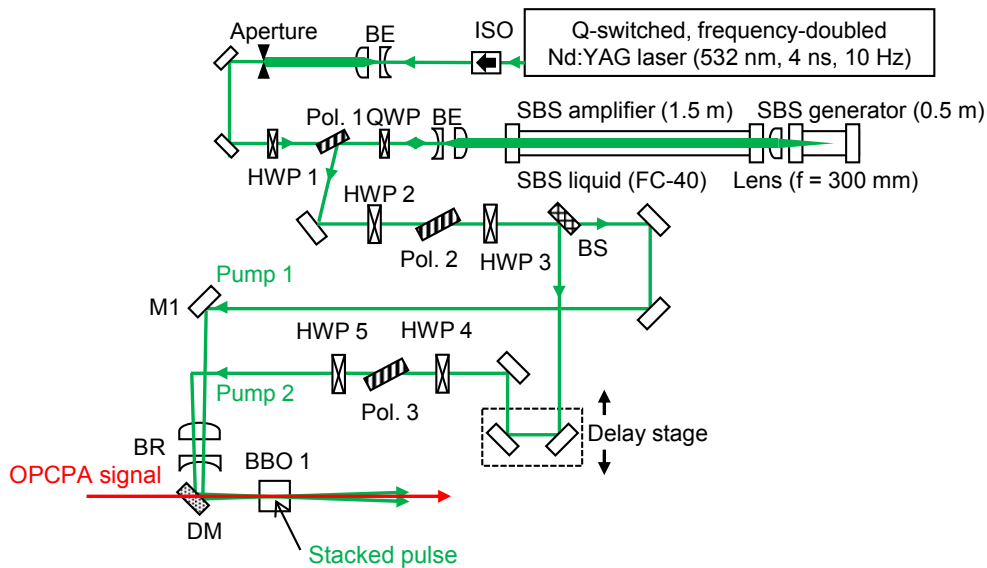 Aperture
BE
ISO
Q-switched, frequency-doubled
Nd:YAG laser (532 nm, 4 ns, 10 Hz)
Pol. 1
QWP
BE
SBS amplifier (1.5 m)
SBS generator (0.5 m)
HWP 1
SBS liquid (FC-40)
Lens (f = 300 mm)
HWP 2
Pol. 2
HWP 3
BS
Pump 1
M1
HWP 5
HWP 4
Pump 2
Pol. 3
Delay stage
BR
BBO 1
OPCPA signal
DM
Stacked pulse